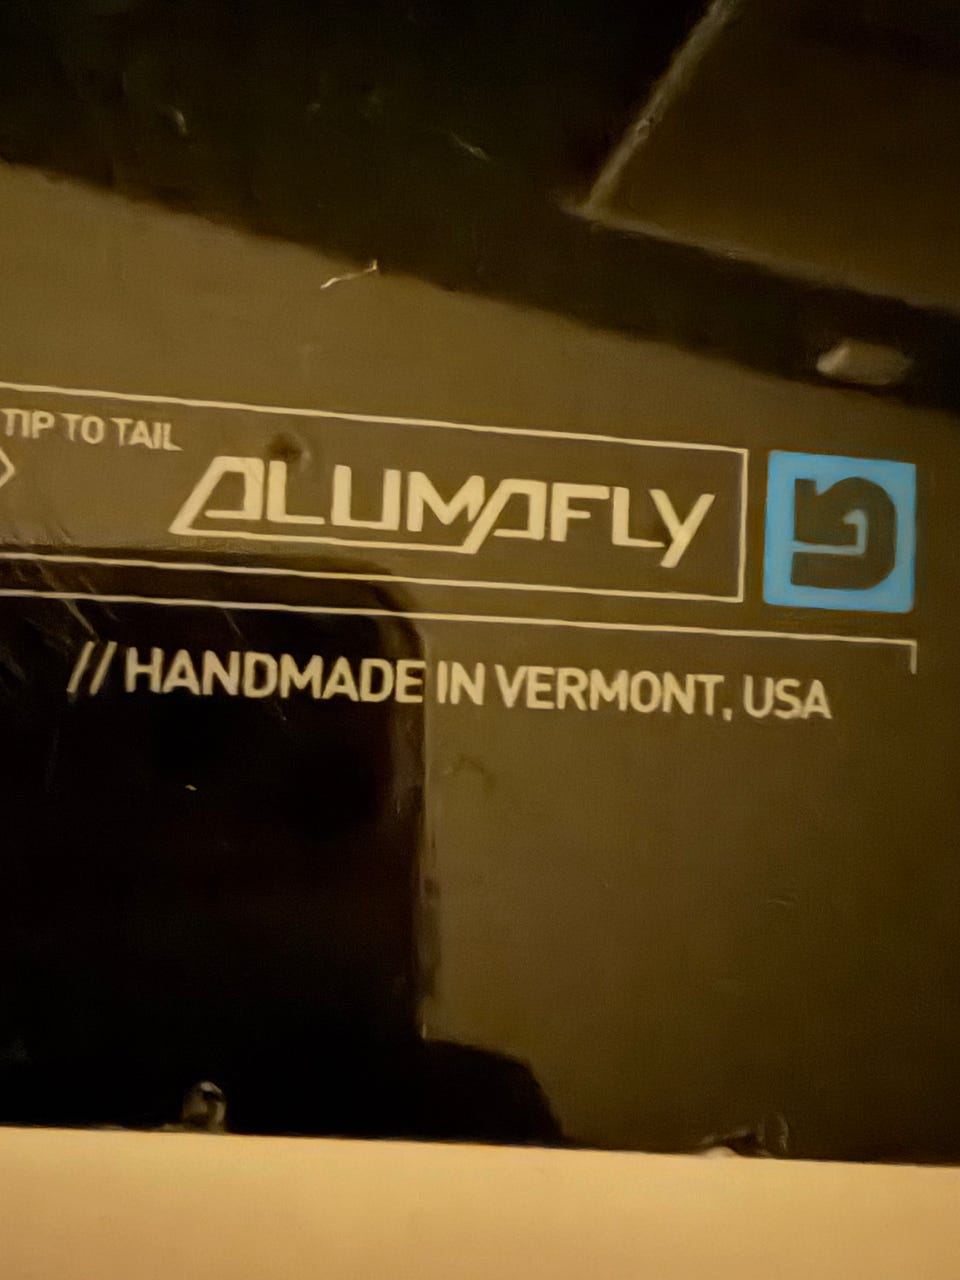 TIP TO TAIL
ALUMAFLY
// HANDMADE IN VERMONT, USA